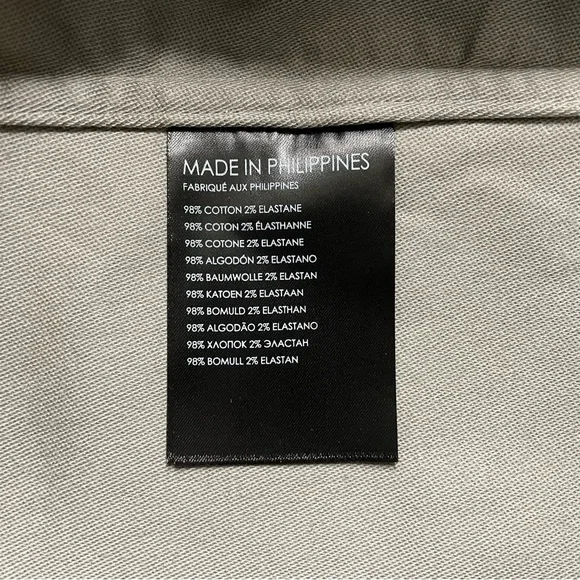 MADE IN PHILIPPINES
FABRIQUÉ AUX PHILIPPINES
98% COTTON 2% ELASTANE
98% COTON 2% ÉLASTHANNE
98% COTONE 2% ELASTANE
98% ALGODÓN 2% ELASTANO
98% BAUMWOLLE 2% ELASTAN
98% KATOEN 2% ELASTAAN
98% BOMULD 2% ELASTHAN
98% ALGODÃO 2% ELASTANO
98% ХЛОПОК 2% ЭЛАСТАН
98% BOMULL 2% ELASTAN